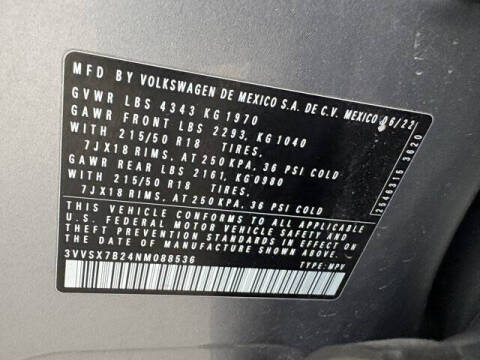 MFD BY VOLKSWAGEN DE MEXICO S.A. DE C.V. MEXICO 06/22
GVWR LBS 4343 KG 1970
GAWR FRONT LBS 2293, KG 1040
WITH 215/50 R18 TIRES,
7JX18 RIMS, AT 250 KPA, 36 PSI COLD
GAWR REAR LBS 2161, KG 0980
WITH 215/50 R18 TIRES,
7JX18 RIMS, AT 250 KPA, 36 PSI COLD
THIS VEHICLE CONFORMS TO ALL APPLICABLE
U.S. FEDERAL MOTOR VEHICLE SAFETY AND
THEFT PREVENTION STANDARDS IN EFFECT
ON THE DATE OF MANUFACTURE SHOWN ABOVE
3VVSX7B24NM088536
TYPE:MPV
2546315 3620